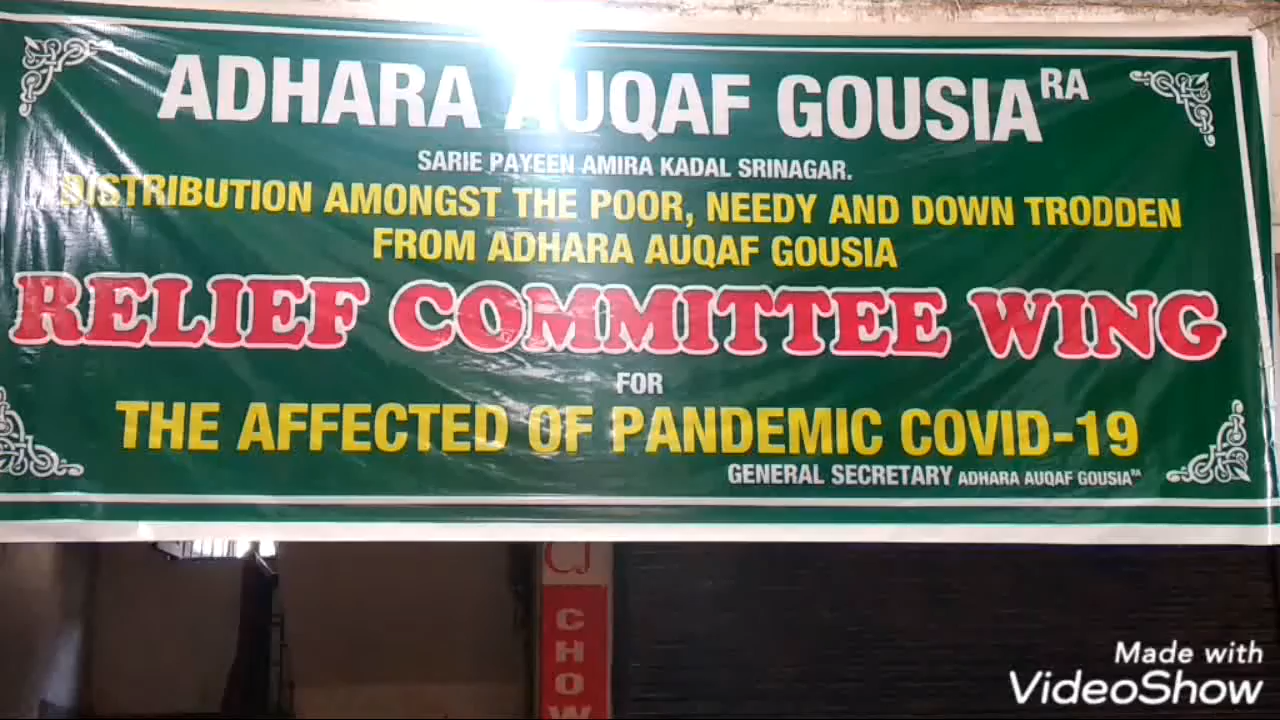 ADHARA AUQAF GOUSIA RA
SARIE PAYEEN AMIRA KADAL SRINAGAR.
DISTRIBUTION AMONGST THE POOR, NEEDY AND DOWN TRODDEN
FROM ADHARA AUQAF GOUSIA
RELIEF COMMITTEE WING
FOR
THE AFFECTED OF PANDEMIC COVID-19
GENERAL SECRETARY ADHARA AUQAF GOUSIA RA
CJ
CHOW
Made with
VideoShow